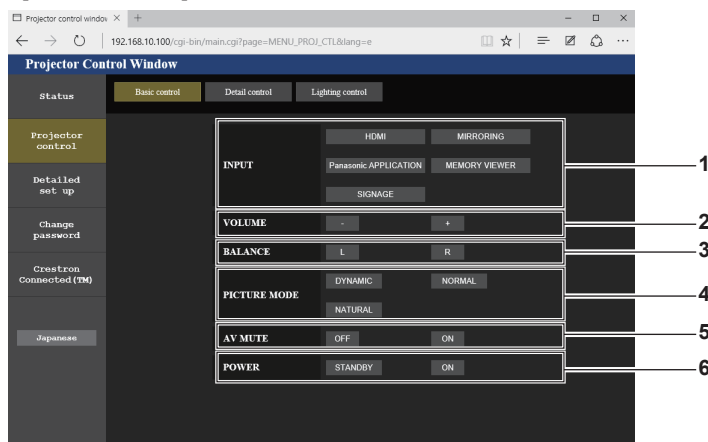 Projector control window
192.168.10.100/cgi-bin/main.cgi?page=MENU_PROJ_CTL&lang=e
Projector Control Window
Status
Basic control
Detail control
Lighting control
Projector
control
Detailed
set up
Change
password
Crestron
Connected(TM)
Japanese
INPUT
HDMI
MIRRORING
Panasonic APPLICATION
MEMORY VIEWER
SIGNAGE
1
VOLUME
-
+
2
BALANCE
L
R
3
PICTURE MODE
DYNAMIC
NORMAL
NATURAL
4
AV MUTE
OFF
ON
5
POWER
STANDBY
ON
6